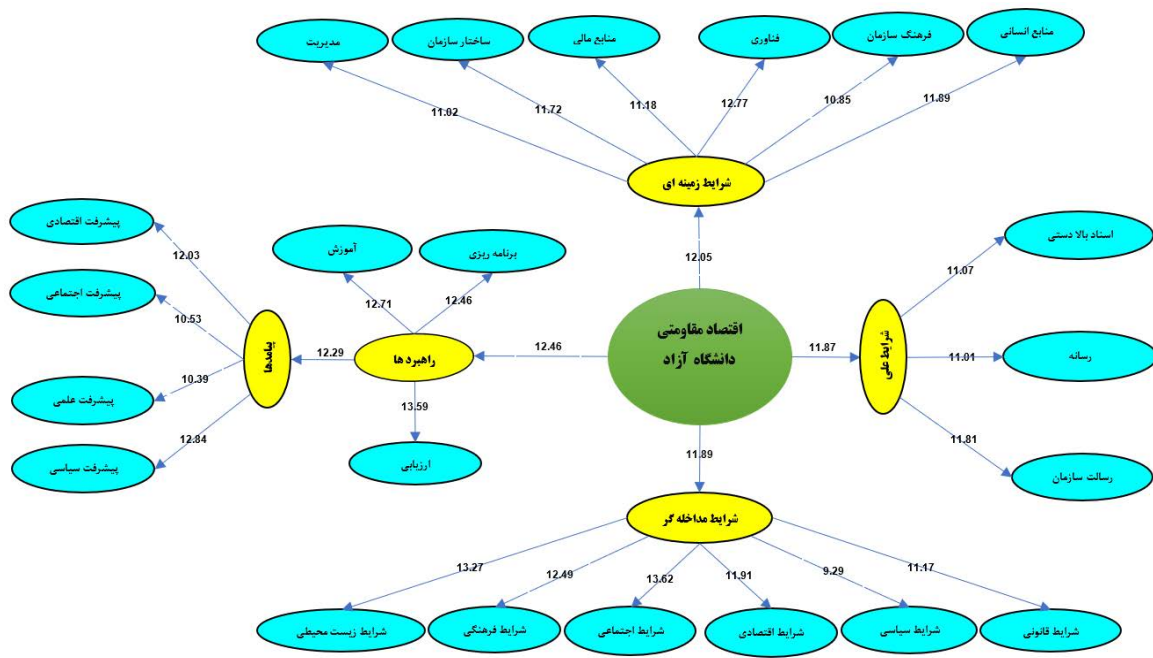 منابع انسانی
فرهنگ سازمان
فناوری
منابع مالی
ساختار سازمان
مدیریت
11.02
11.72
11.18
12.77
10.85
11.89
شرایط زمینه ای
12.05
پیشرفت اقتصادی
پیشرفت اجتماعی
پیشرفت علمی
پیشرفت سیاسی
12.03
10.53
10.39
12.84
پیامدها
12.29
آموزش
برنامه ریزی
12.71
12.46
راهبرد ها
13.59
ارزیابی
12.46
اقتصاد مقاومتی
دانشگاه آزاد
11.87
شرایط علی
11.07
11.01
11.81
اسناد بالا دستی
رسانه
رسالت سازمان
11.89
شرایط مداخله گر
13.27
12.49
13.62
11.91
9.29
11.17
شرایط قانونی
شرایط سیاسی
شرایط اقتصادی
شرایط اجتماعی
شرایط فرهنگی
شرایط زیست محیطی